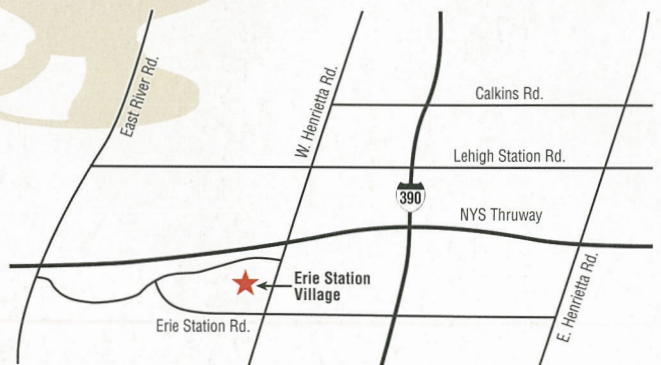 East River Rd.
W. Henrietta Rd.
Calkins Rd.
Lehigh Station Rd.
390
NYS Thruway
Erie Station
Village
E. Henrietta Rd.
Erie Station Rd.